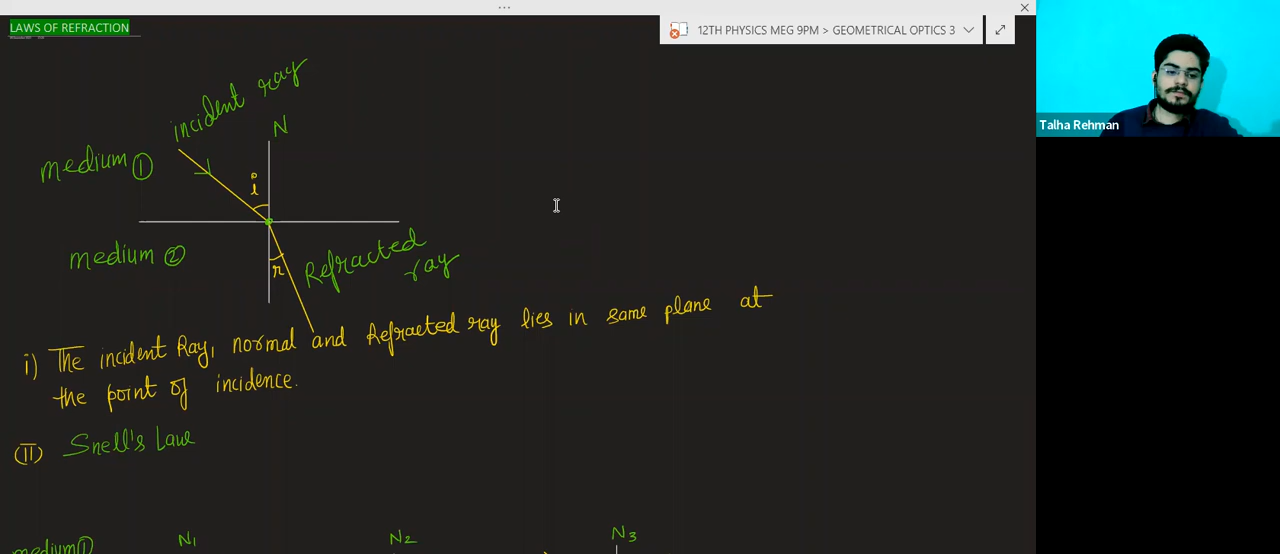 LAWS OF REFRACTION
12TH PHYSICS MEG 9PM > GEOMETRICAL OPTICS 3
Talha Rehman
incident ray
N
medium ①
i
medium ②
r
Refracted
ray
i) The incident Ray, normal and Refracted ray lies in same plane at
the point of incidence.
(II) Snell's Law
medium①
N1
N2
N3